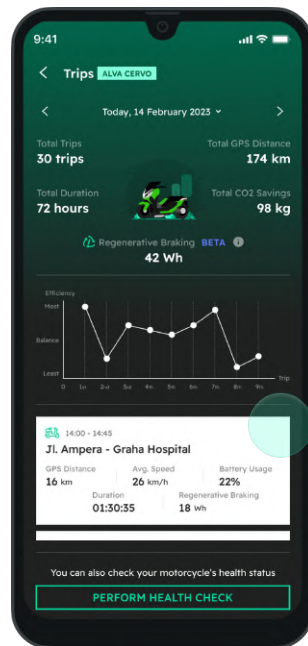 9:41
Trips ALVA CERVO
Today, 14 February 2023
Total Trips Total GPS Distance
30 trips 174 km
Total Duration Total CO2 Savings
72 hours 98 kg
Regenerative Braking BETA
42 Wh
Efficiency
Most
Balance
Least
0 1st 2nd 3rd 4th 5th 6th 7th 8th 9th Trip
14:00 - 14:45
Jl. Ampera - Graha Hospital
GPS Distance Avg. Speed Battery Usage
16 km 26 km/h 22%
Duration Regenerative Braking
01:30:35 18 Wh
You can also check your motorcycle's health status
PERFORM HEALTH CHECK